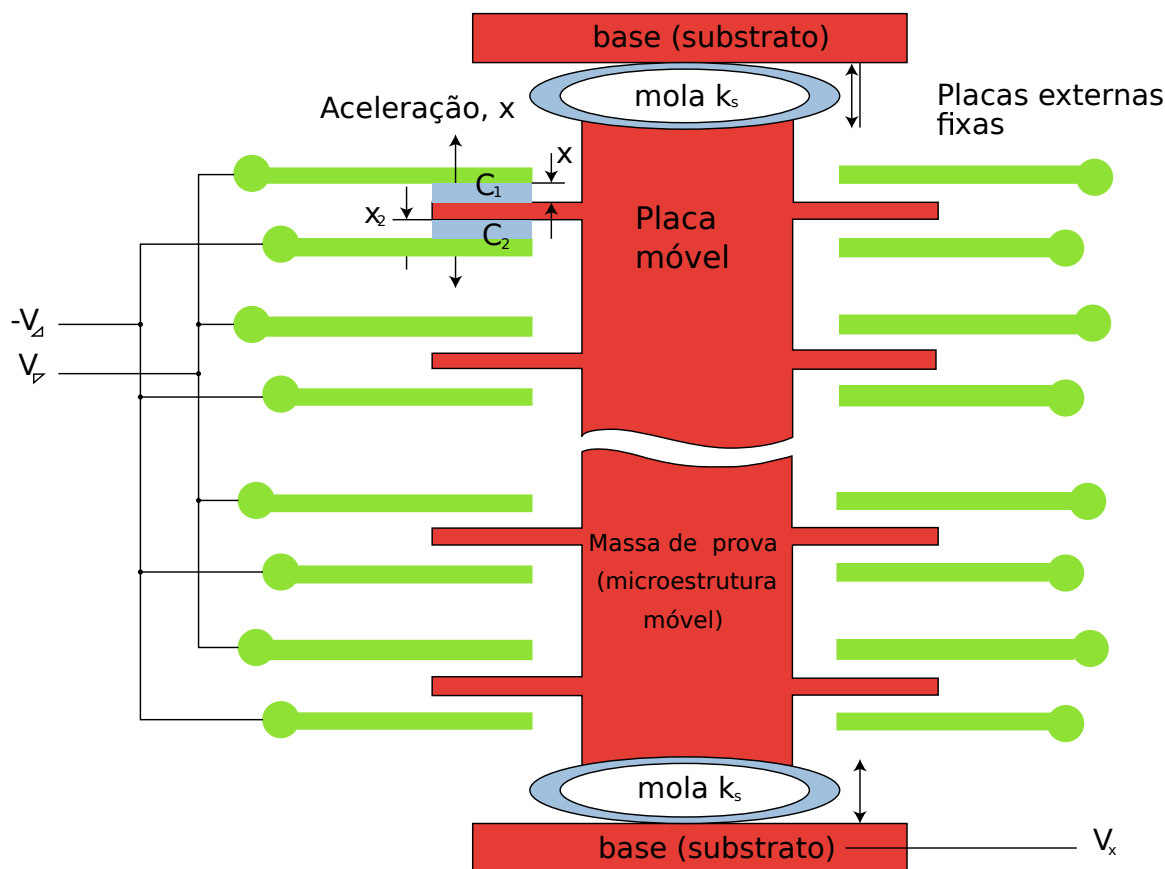 base (substrato)
mola kₛ
Aceleração, x
Placas externas
fixas
x
C₁
x₂
C₂
Placa
móvel
-V⊿
V▽
Massa de prova
(microestrutura
móvel)
mola kₛ
base (substrato)
Vₓ